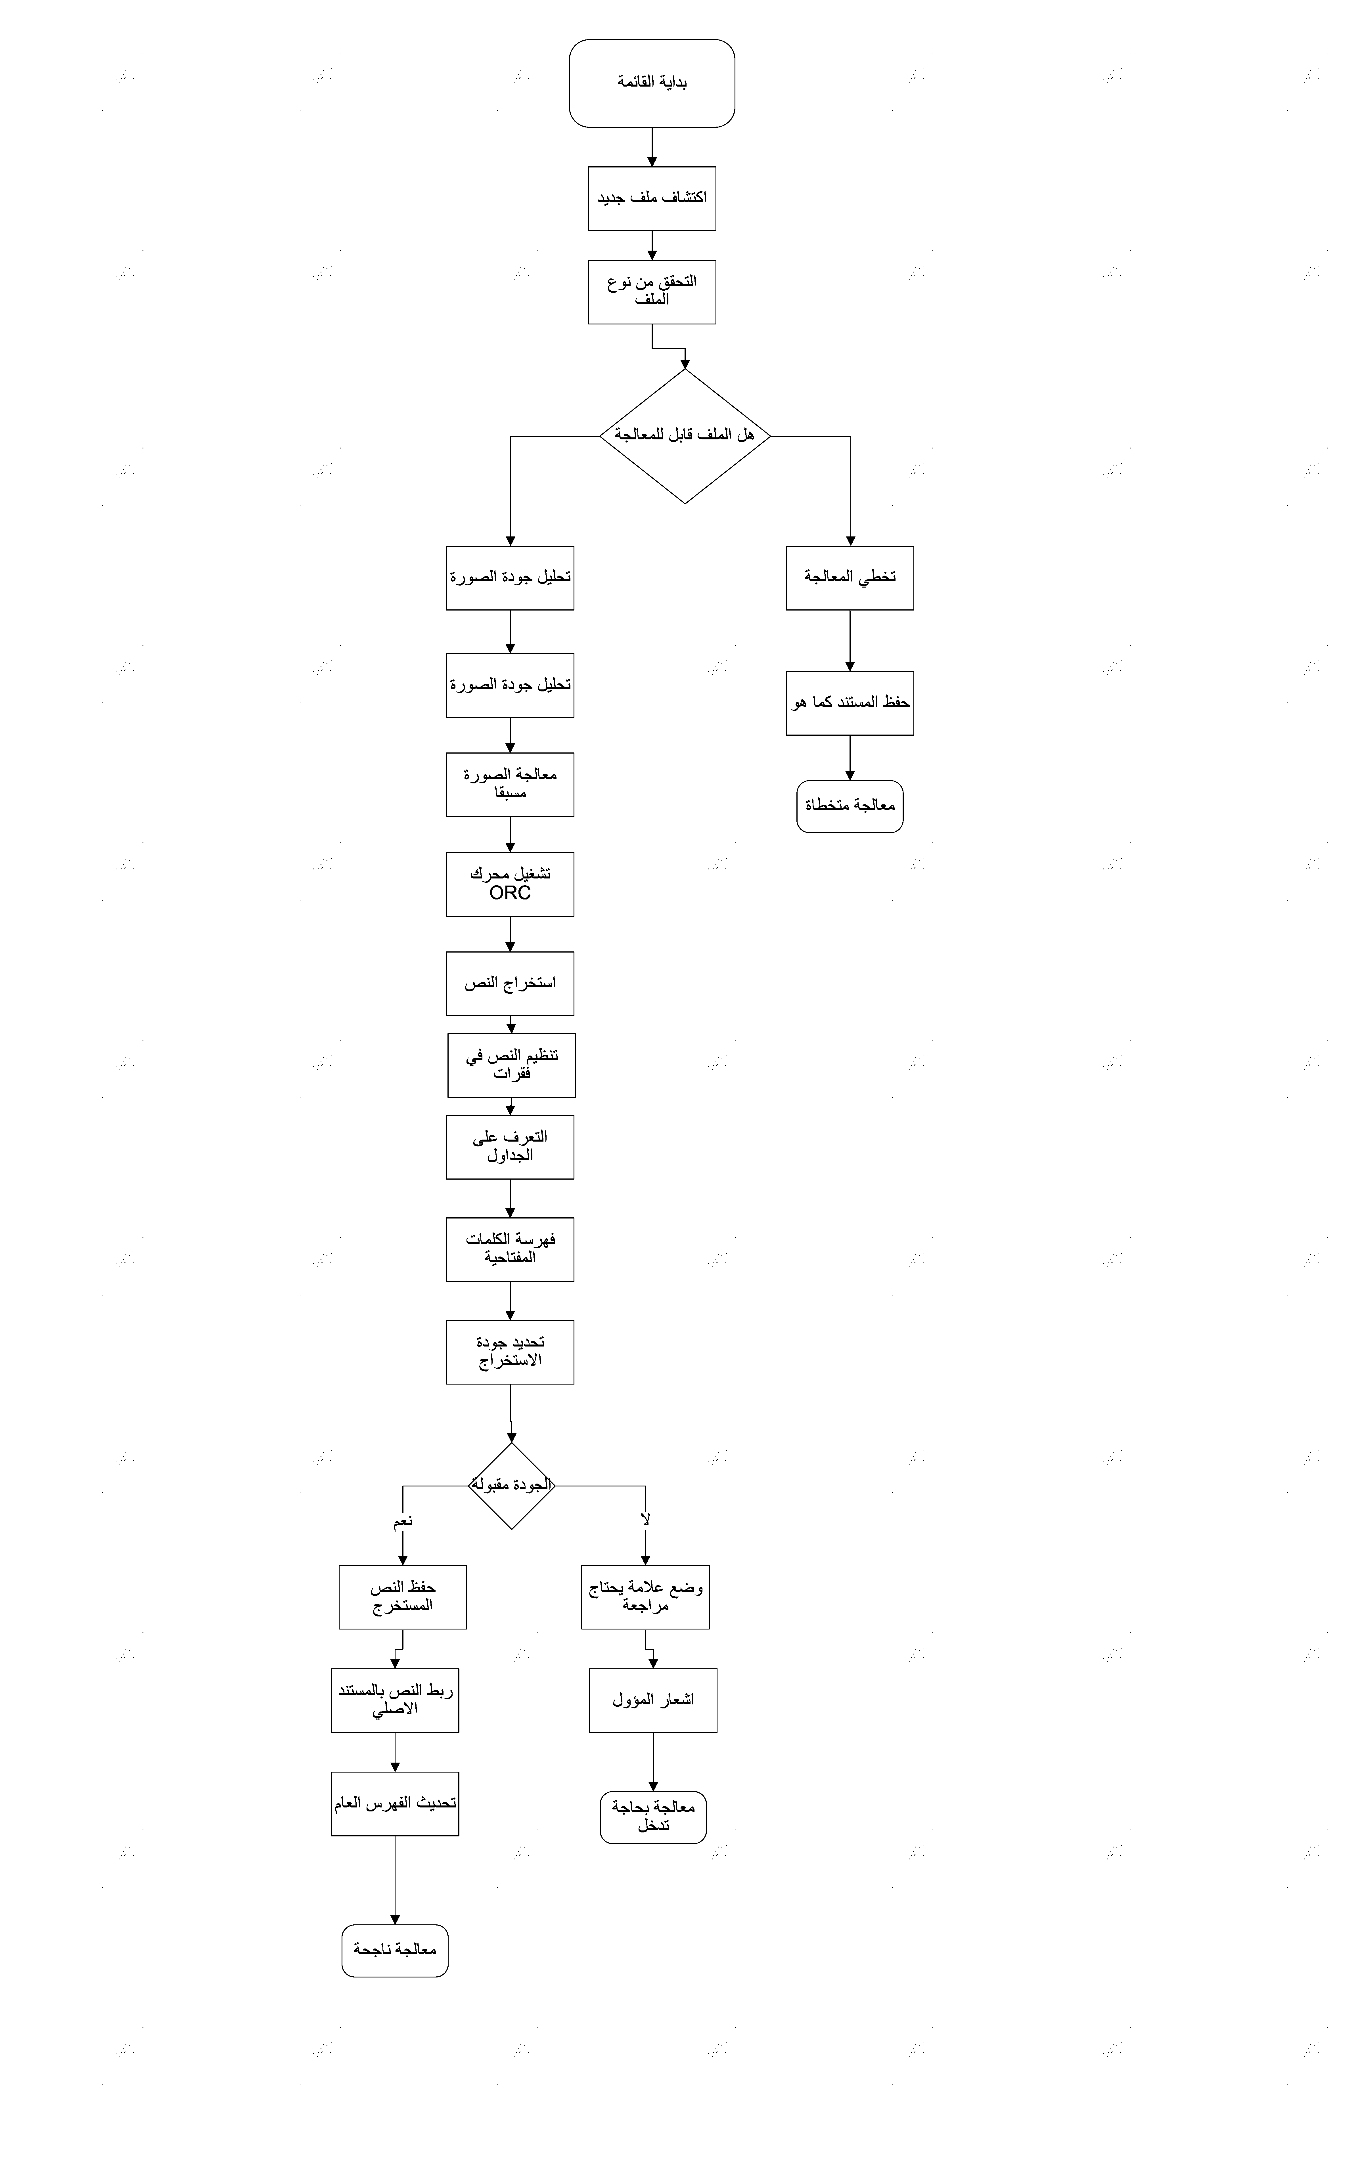 بداية القائمة
اكتشاف ملف جديد
التحقق من نوع
الملف
هل الملف قابل للمعالجة
تحليل جودة الصورة
تخطي المعالجة
تحليل جودة الصورة
حفظ المستند كما هو
معالجة الصورة
مسبقا
معالجة متخطاة
تشغيل محرك
ORC
استخراج النص
تنظيم النص في
فقرات
التعرف على
الجداول
فهرسة الكلمات
المفتاحية
تحديد جودة
الاستخراج
الجودة مقبولة
لا
نعم
وضع علامة يحتاج
مراجعة
حفظ النص
المستخرج
اشعار المؤول
ربط النص بالمستند
الاصلي
معالجة بحاجة
تدخل
تحديث الفهرس العام
معالجة ناجحة